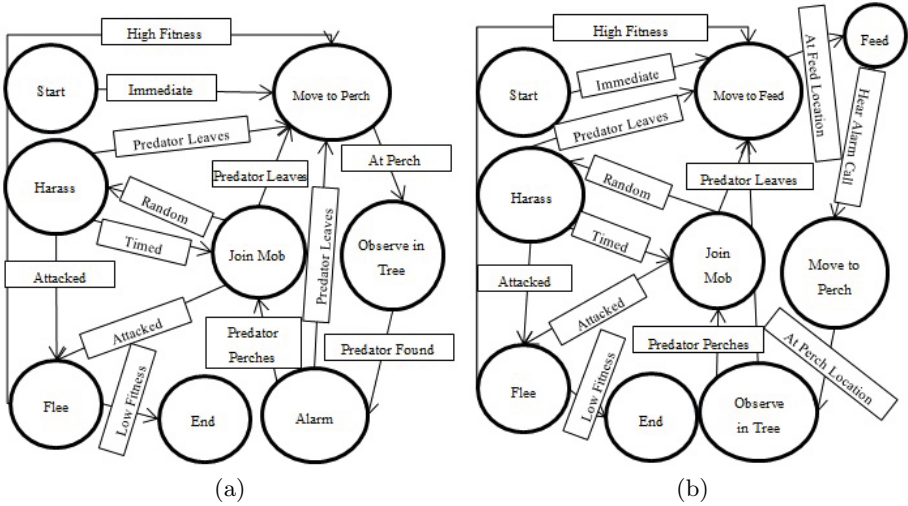 High Fitness
Start
Immediate
Move to Perch
Predator Leaves
At Perch
Harass
Random
Predator Leaves
Timed
Join Mob
Predator Leaves
Observe in
Tree
Attacked
Attacked
Predator
Perches
Predator Found
Flee
Low Fitness
End
Alarm
(a)
High Fitness
Feed
Start
Immediate
Move to Feed
At Feed Location
Predator Leaves
Hear Alarm Call
Harass
Random
Predator Leaves
Timed
Join
Mob
Move to
Perch
Attacked
Attacked
Predator Perches
At Perch Location
Flee
Low Fitness
End
Observe
in Tree
(b)